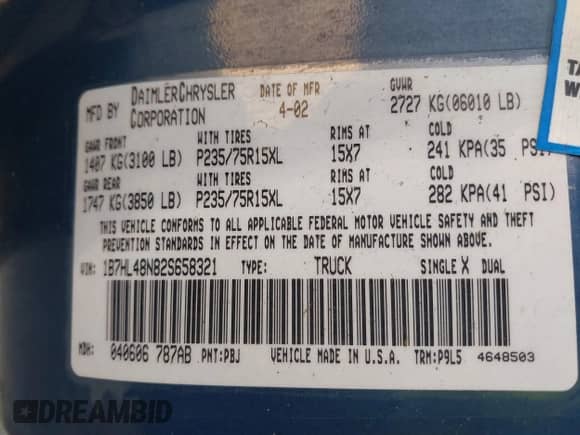 MFD BY DAIMLERCHRYSLER CORPORATION DATE OF MFR 4-02 GVWR 2727 KG(06010 LB)
GAWR FRONT WITH TIRES RIMS AT COLD
1407 KG(3100 LB) P235/75R15XL 15X7 241 KPA(35 PSI)
GAWR REAR WITH TIRES RIMS AT COLD
1747 KG(3850 LB) P235/75R15XL 15X7 282 KPA(41 PSI)
THIS VEHICLE CONFORMS TO ALL APPLICABLE FEDERAL MOTOR VEHICLE SAFETY AND THEFT
PREVENTION STANDARDS IN EFFECT ON THE DATE OF MANUFACTURE SHOWN ABOVE.
VIN: 1B7HL48N82S658321 TYPE: TRUCK SINGLE X DUAL
MDH: 040606 787AB PNT:PBJ VEHICLE MADE IN U.S.A. TRM:P9L5 4648503
DREAMBID